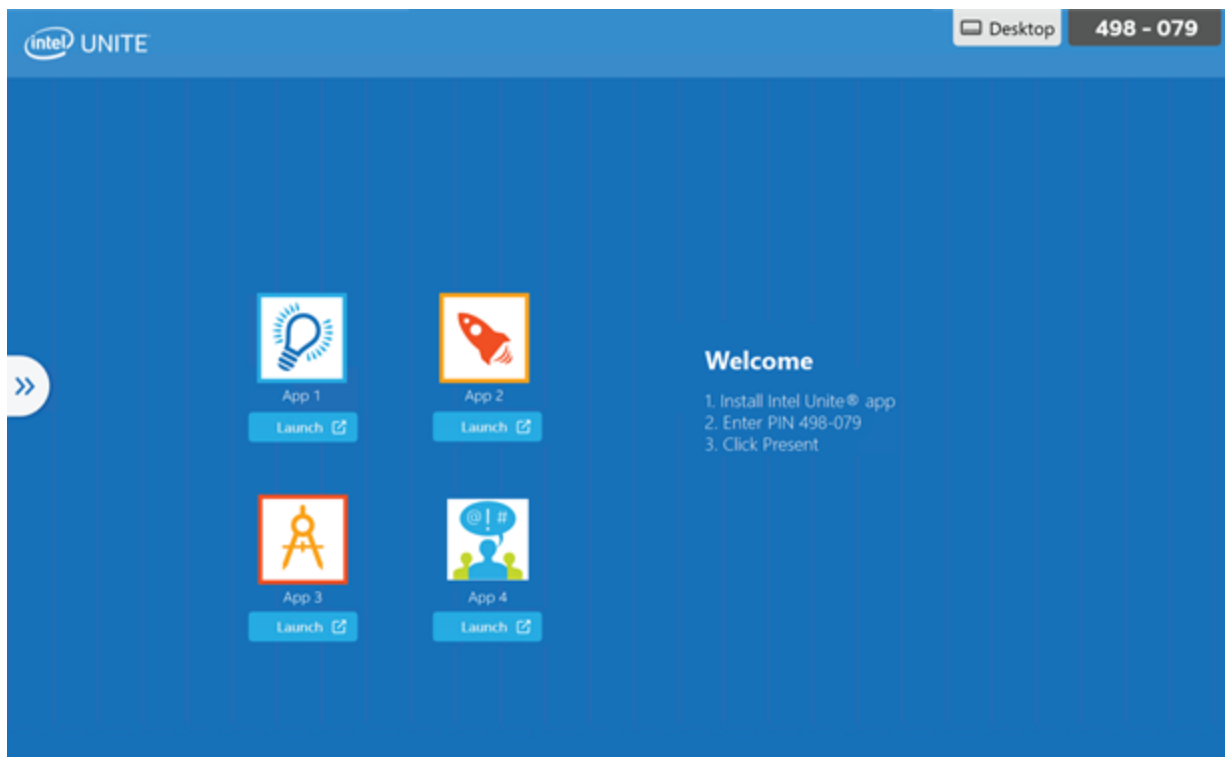 intel UNITE
Desktop
498 - 079
App 1
App 2
Launch
Launch
Welcome
1. Install Intel Unite® app
2. Enter PIN 498-079
3. Click Present
@!#
App 3
App 4
Launch
Launch